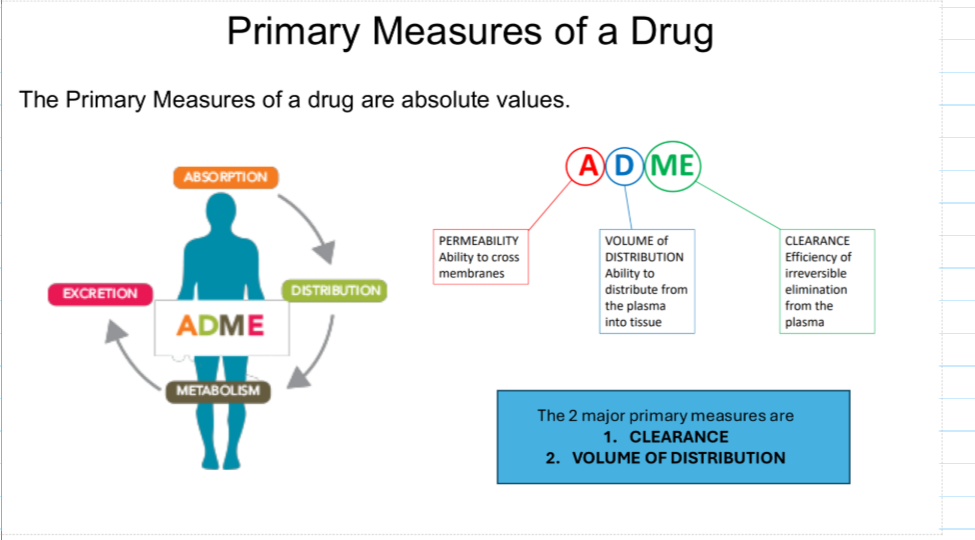 Primary Measures of a Drug
The Primary Measures of a drug are absolute values.
ABSORPTION
EXCRETION
DISTRIBUTION
ADME
METABOLISM
A D ME
PERMEABILITY
Ability to cross
membranes
VOLUME of
DISTRIBUTION
Ability to
distribute from
the plasma
into tissue
CLEARANCE
Efficiency of
irreversible
elimination
from the
plasma
The 2 major primary measures are
1. CLEARANCE
2. VOLUME OF DISTRIBUTION